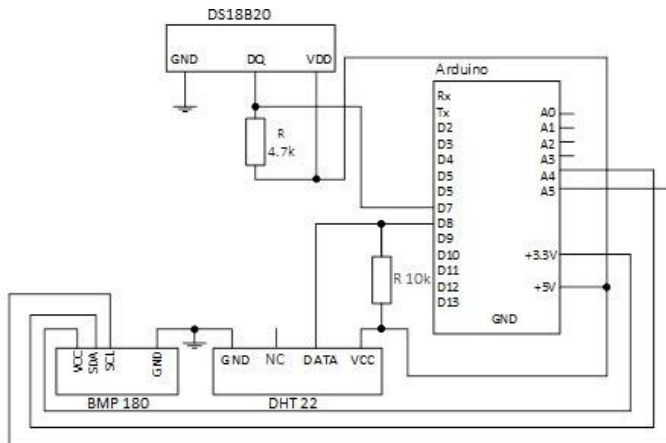 DS18B20
GND DQ VDD
R
4.7k
Arduino
Rx
Tx
D2
D3
D4
D5
D5
D7
D8
D9
D10
D11
D12
D13
A0
A1
A2
A3
A4
A5
+3.3V
+5V
GND
R 10k
VCC
SDA
SCL
GND
BMP 180
GND NC DATA VCC
DHT 22